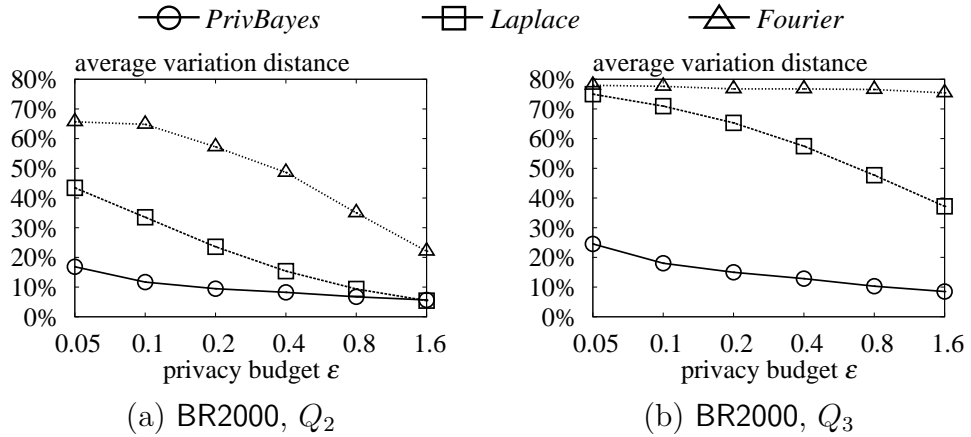 PrivBayes Laplace Fourier
average variation distance
80%
70%
60%
50%
40%
30%
20%
10%
0%
0.05 0.1 0.2 0.4 0.8 1.6
privacy budget ε
(a) BR2000, Q2
average variation distance
80%
70%
60%
50%
40%
30%
20%
10%
0%
0.05 0.1 0.2 0.4 0.8 1.6
privacy budget ε
(b) BR2000, Q3